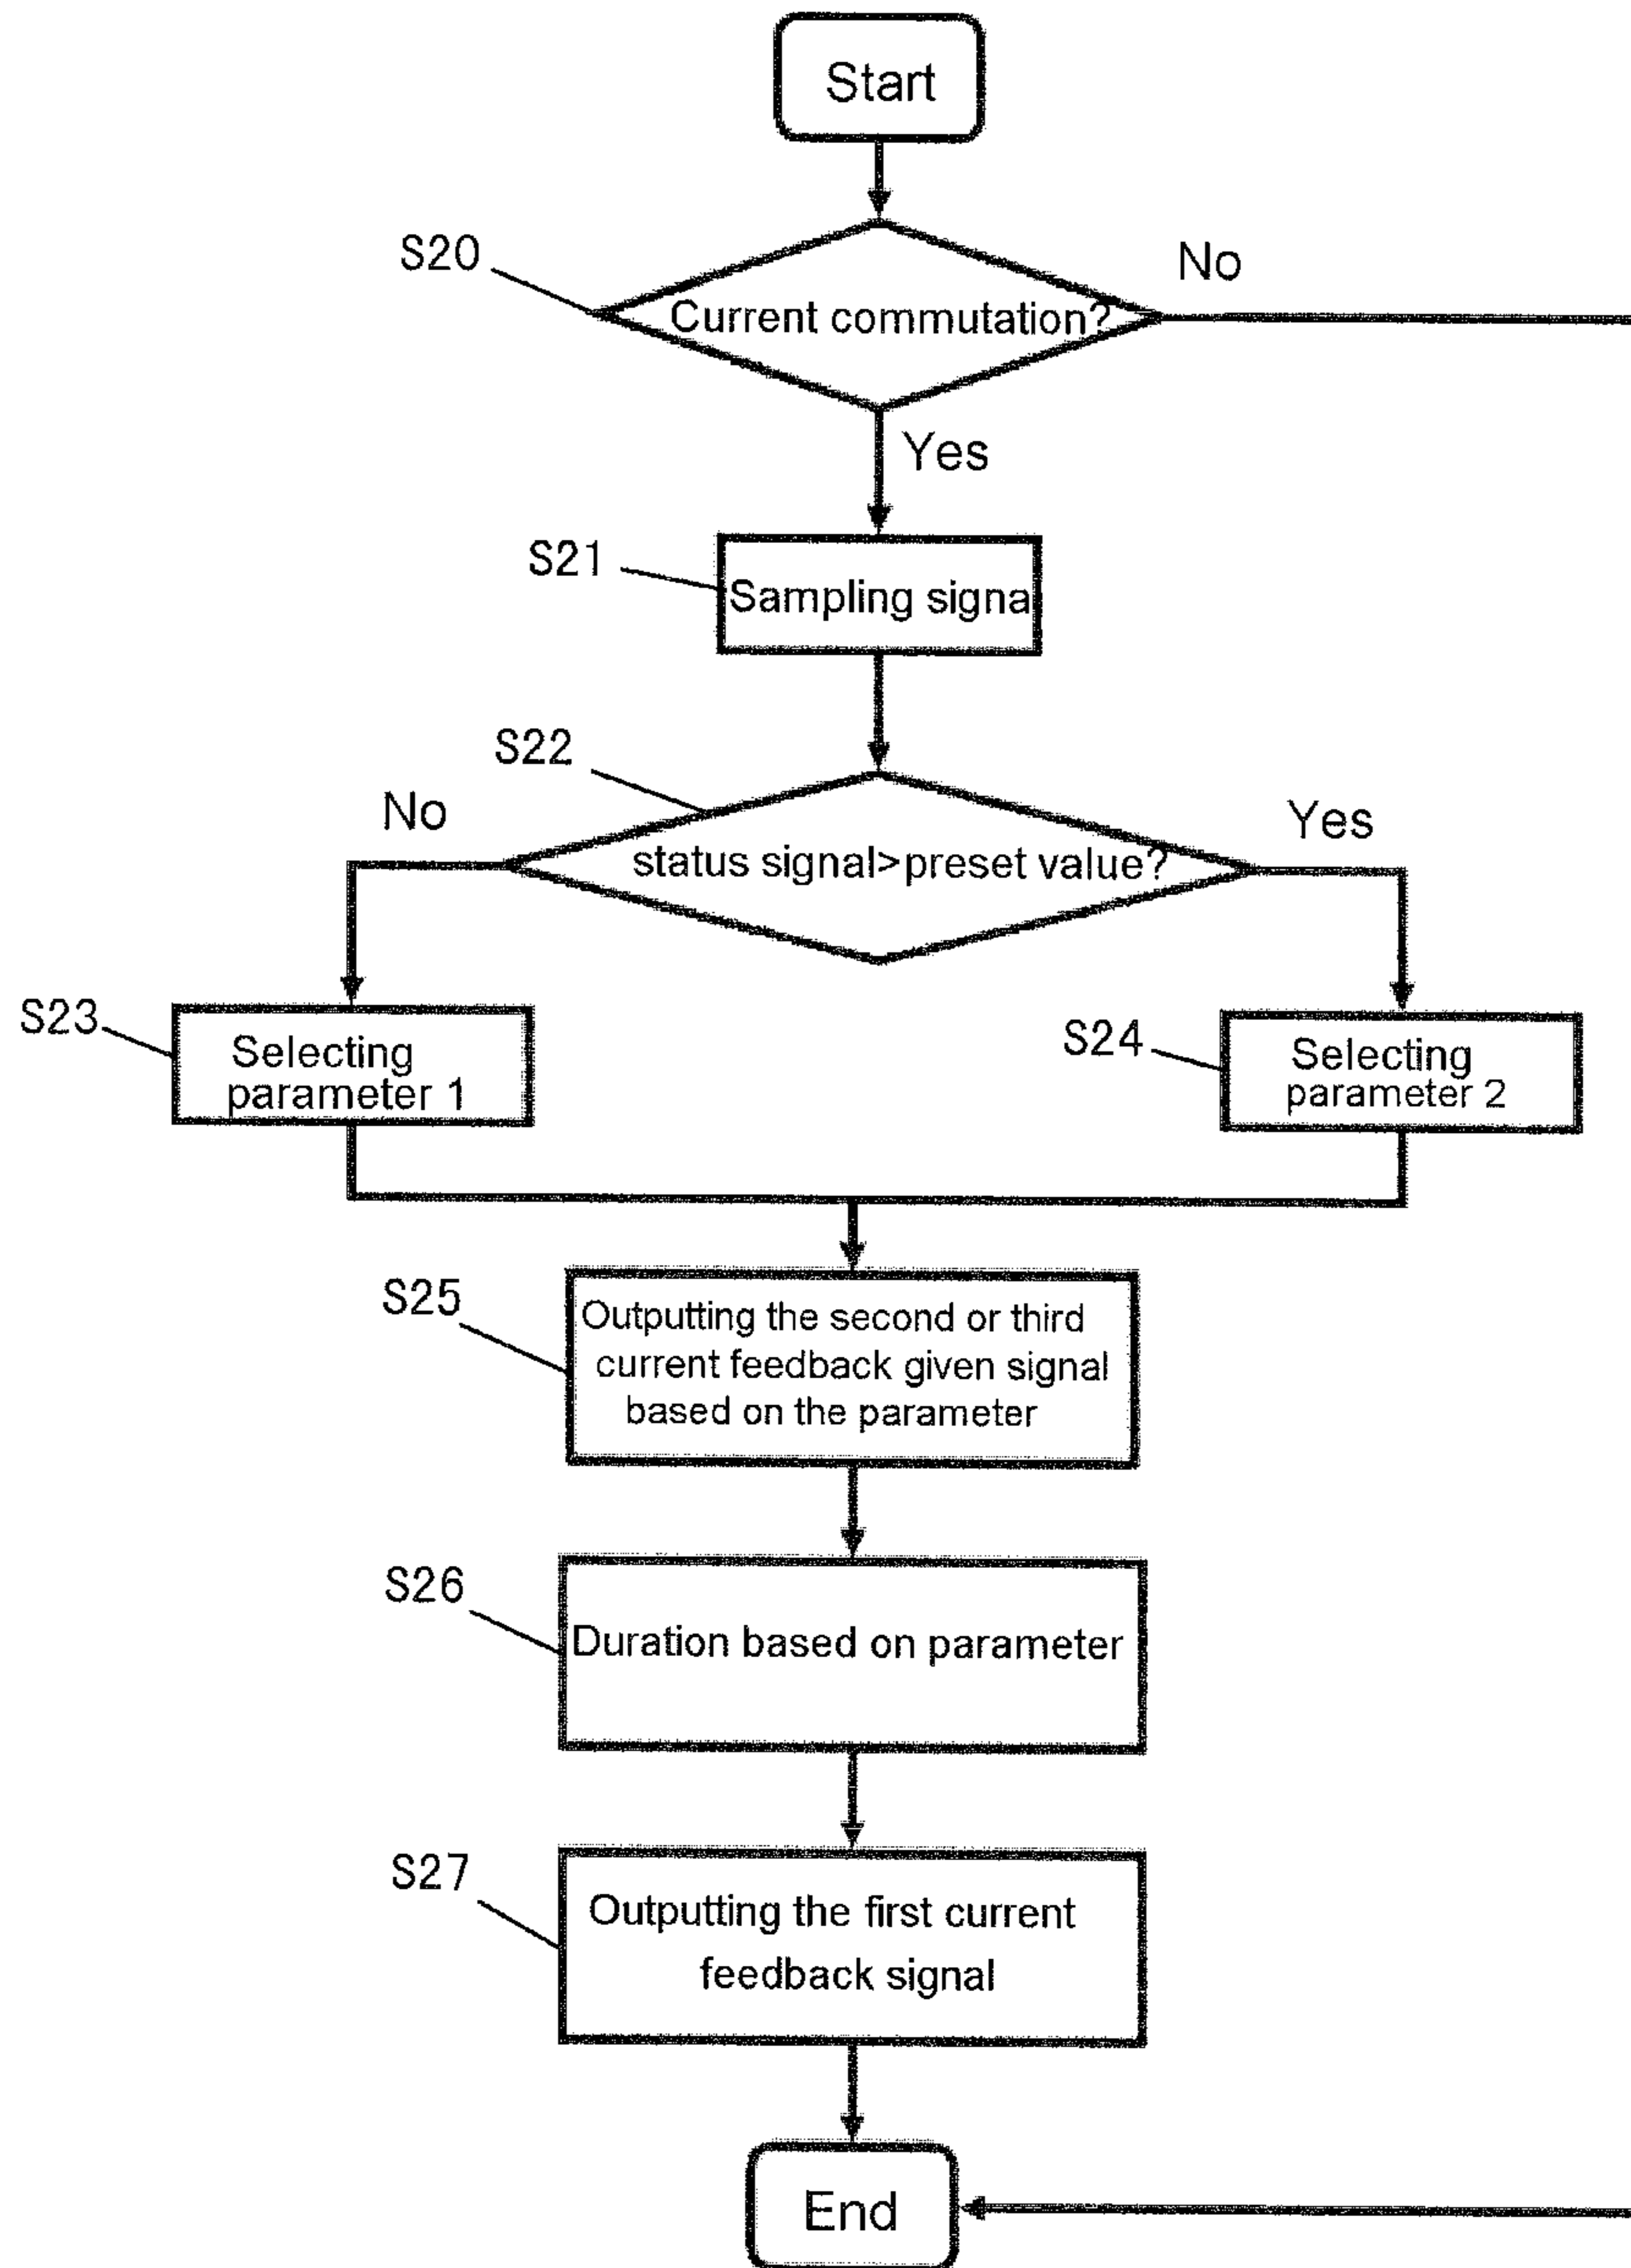 Start
S20
No
Current commutation?
Yes
S21
Sampling signa
S22
No
Yes
status signal>preset value?
S23
Selecting
parameter 1
S24
Selecting
parameter 2
S25
Outputting the second or third
current feedback given signal
based on the parameter
S26
Duration based on parameter
S27
Outputting the first current
feedback signal
End